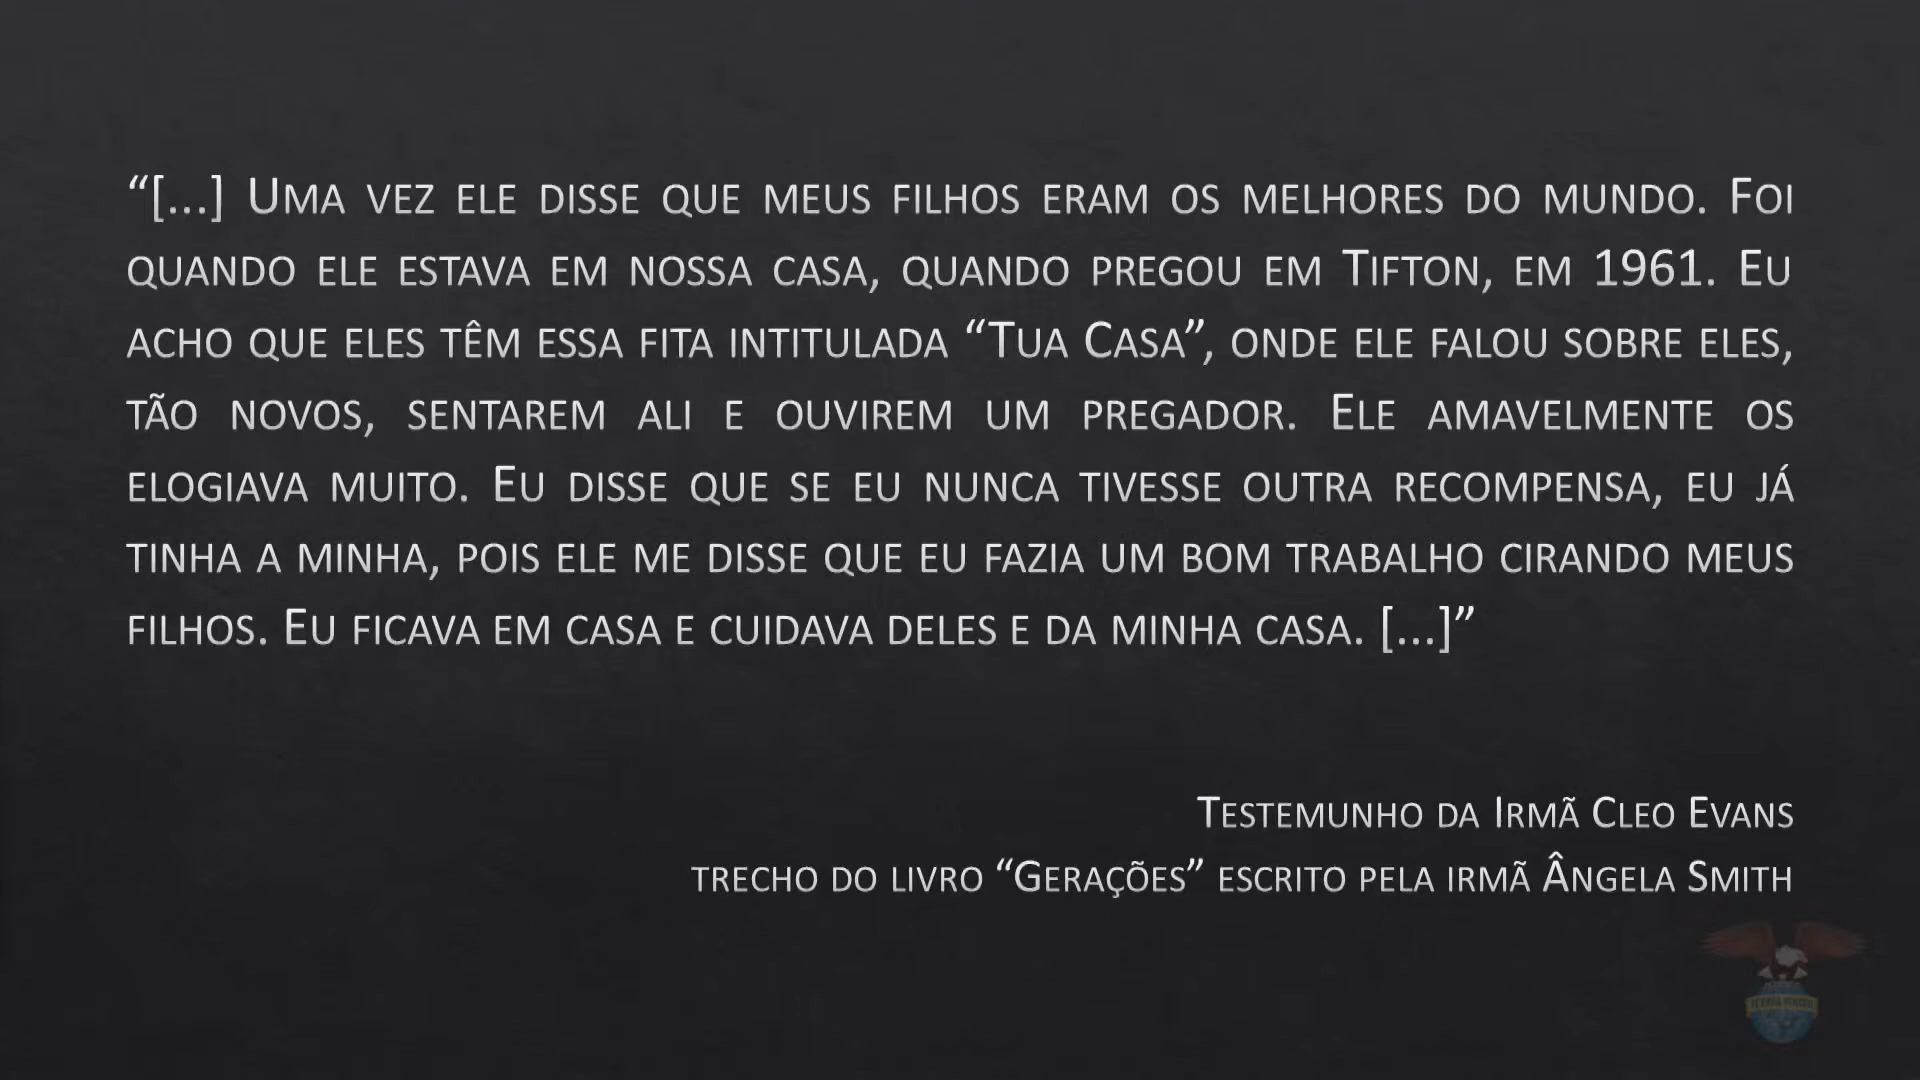 “[...] Uma vez ele disse que meus filhos eram os melhores do mundo. Foi
quando ele estava em nossa casa, quando pregou em Tifton, em 1961. Eu
acho que eles têm essa fita intitulada “Tua Casa”, onde ele falou sobre eles,
tão novos, sentarem ali e ouvirem um pregador. Ele amavelmente os
elogiava muito. Eu disse que se eu nunca tivesse outra recompensa, eu já
tinha a minha, pois ele me disse que eu fazia um bom trabalho cirando meus
filhos. Eu ficava em casa e cuidava deles e da minha casa. [...]”
Testemunho da Irmã Cleo Evans
trecho do livro “Gerações” escrito pela irmã Ângela Smith